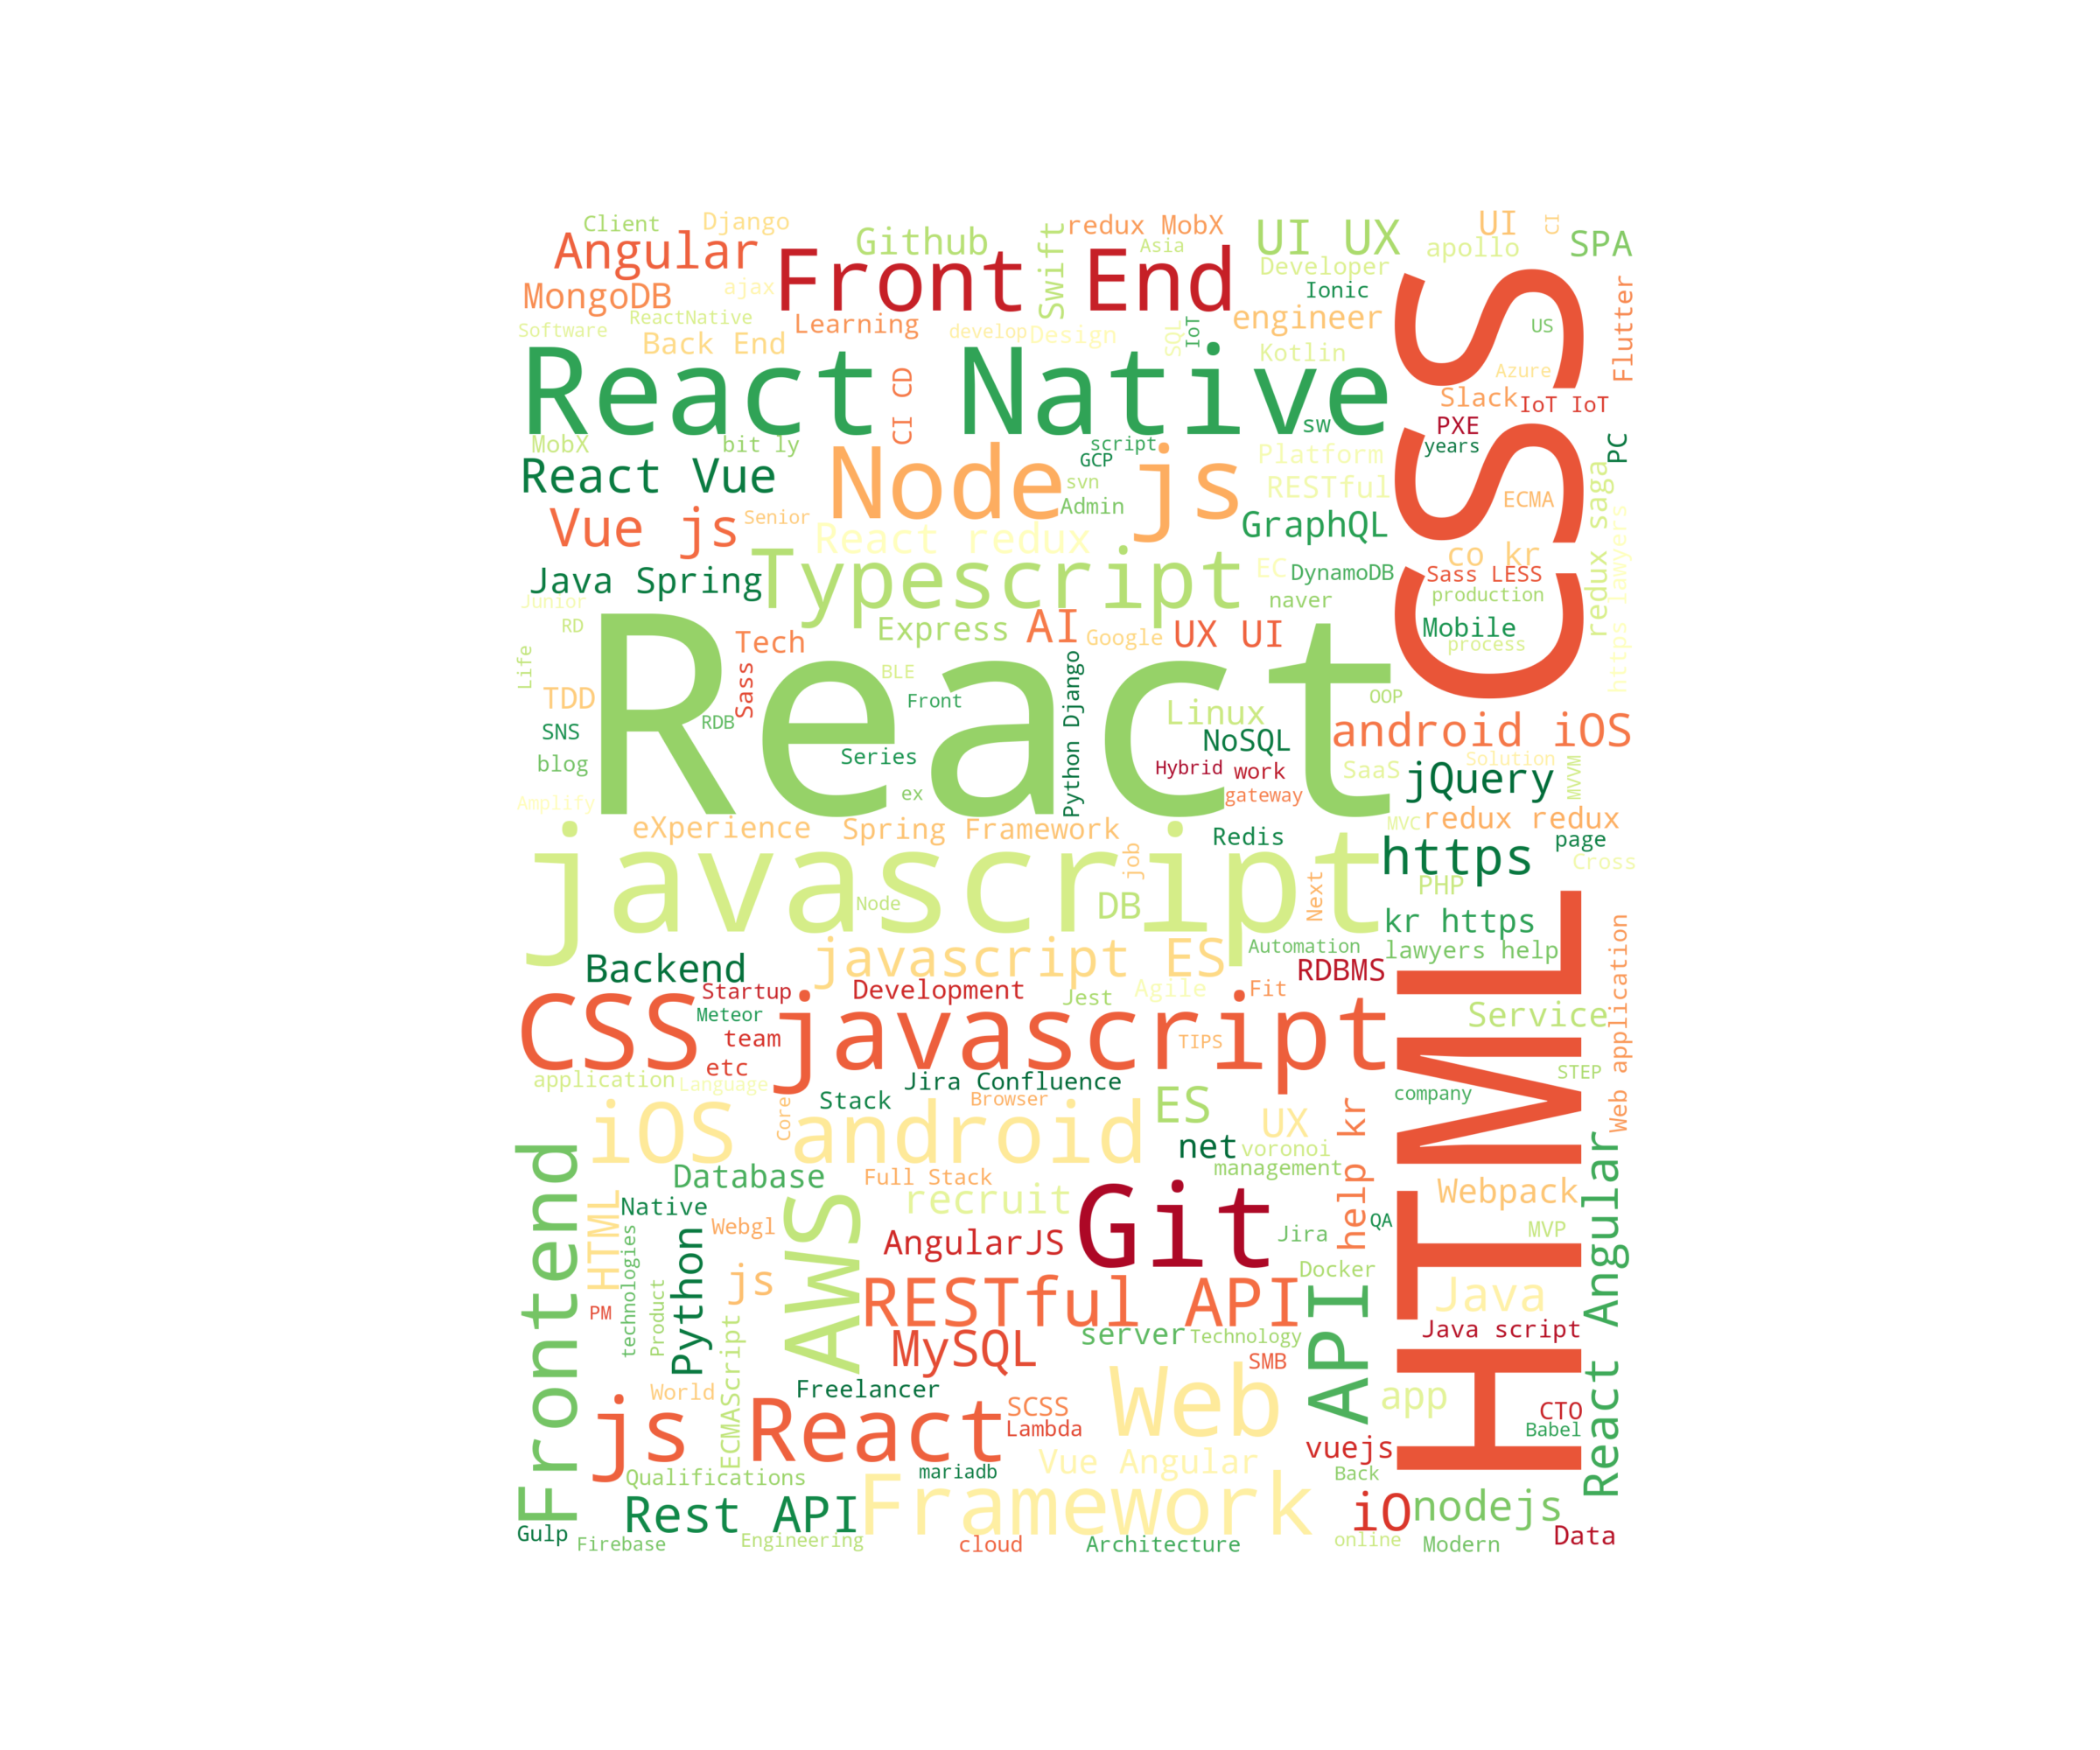 Client
Django
Github
Swift
redux MobX
Asia
UI UX
UI
CI
SPA
Angular
Front End
apollo
Developer
Ionic
MongoDB
ajax
ReactNative
Software
Back End
Learning
develop
Design
SQL
IoT
engineer
Kotlin
US
Flutter
Azure
React Native
CI CD
Slack
IoT IoT
PXE
years
PC
sw
MobX
bit ly
script
GCP
svn
Admin
Platform
RESTful
React Vue
Node js
HTML CSS
ECMA
redux saga
https lawyers
Vue js
Senior
React redux
GraphQL
co kr
Java Spring
Typescript
EC
DynamoDB
Sass LESS
production
naver
Junior
RD
Express
AI
Google
UX UI
Mobile
process
Tech
Life
TDD
Sass
React
BLE
Front
Python Django
OOP
Linux
SNS
RDB
NoSQL
android iOS
blog
Series
Hybrid
work
SaaS
Solution
jQuery
MVVM
Amplify
ex
gateway
eXperience
Spring Framework
Redis
MVC
redux redux
page
https
Cross
javascript
job
Node
DB
Next
PHP
kr https
Backend
javascript ES
Automation
lawyers help
RDBMS
Web application
Startup
Development
Jest
Agile
Fit
CSS javascript
Meteor
team
etc
TIPS
Service
application
Language
Jira Confluence
Browser
STEP
company
Stack
Core
ES
UX
iOS android
net
voronoi
management
help kr
Database
Full Stack
Frontend
HTML
Native
technologies
Webgl
AWS
recruit
Git
Jira
QA
Webpack
MVP
React Angular
AngularJS
Python
js
Docker
PM
Product
RESTful API
API
Java
Java script
ECMAScript
MySQL
server
Technology
SMB
World
Freelancer
js React
SCSS
Lambda
Web
app
CTO
Babel
vuejs
Qualifications
mariadb
Vue Angular
Back
Rest API
Framework
iO
nodejs
Gulp
Firebase
Engineering
cloud
Architecture
online
Modern
Data